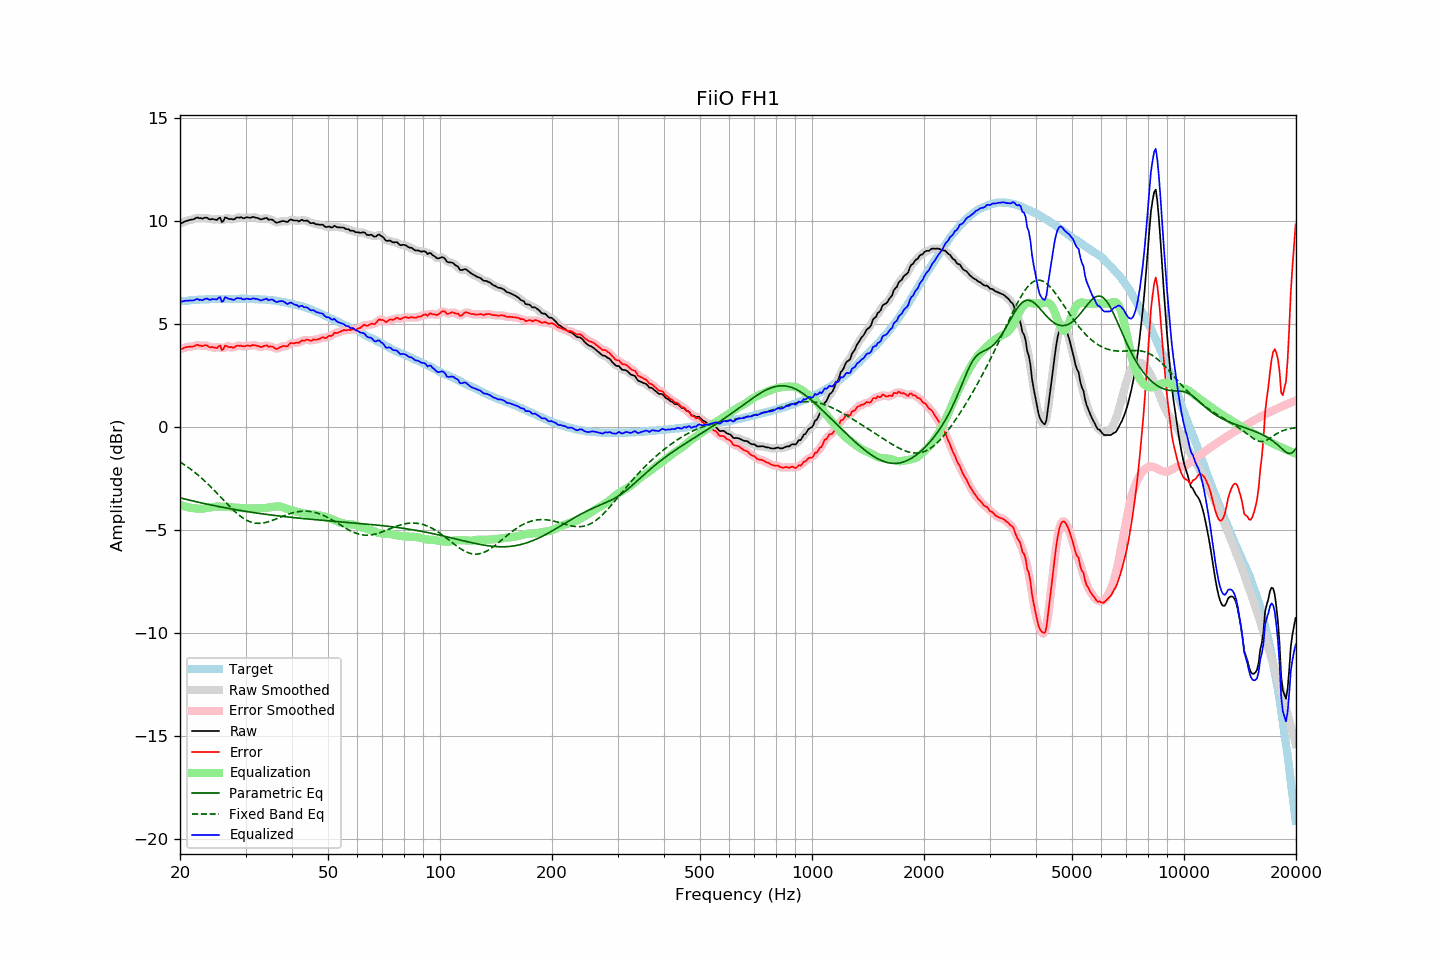 FiiO FH1
Amplitude (dBr)
15
10
5
0
−5
−10
−15
−20
Target
Raw Smoothed
Error Smoothed
Raw
Error
Equalization
Parametric Eq
Fixed Band Eq
Equalized
20 50 100 200 500 1000 2000 5000 10000 20000
Frequency (Hz)